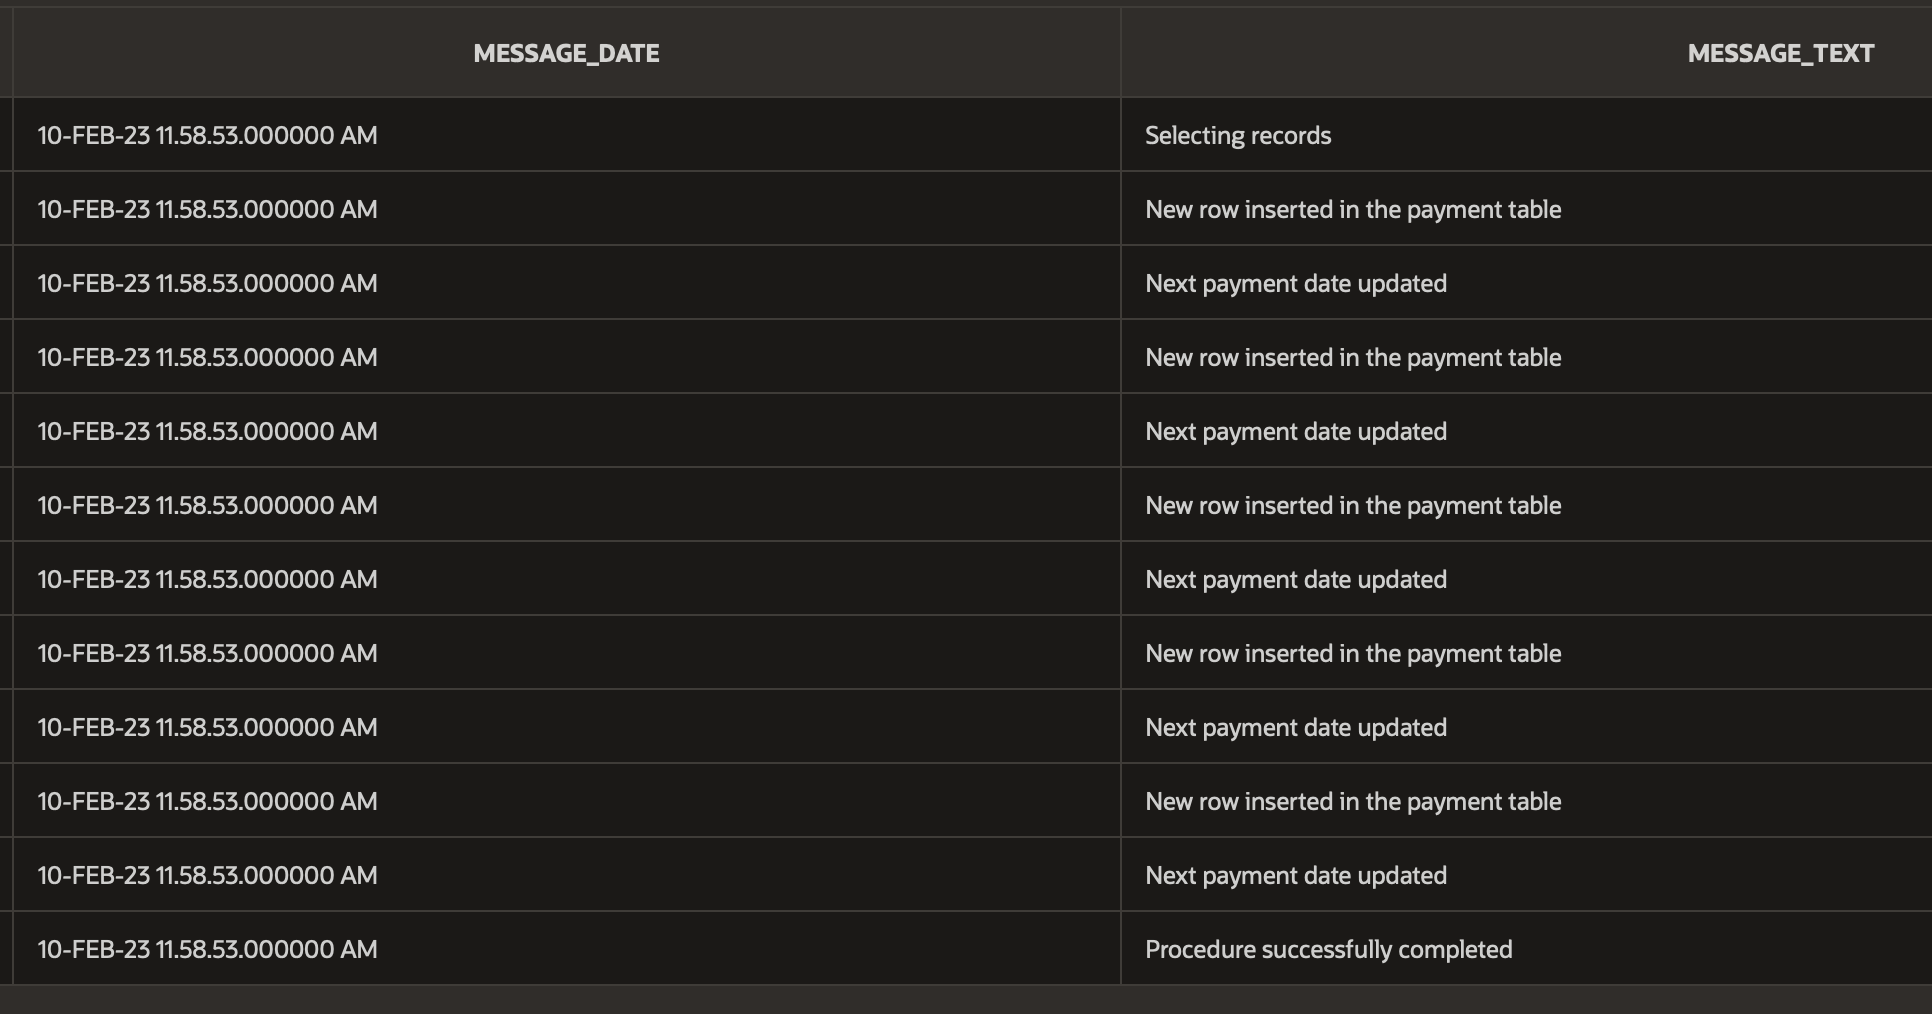 MESSAGE_DATE MESSAGE_TEXT
10-FEB-23 11.58.53.000000 AM Selecting records
10-FEB-23 11.58.53.000000 AM New row inserted in the payment table
10-FEB-23 11.58.53.000000 AM Next payment date updated
10-FEB-23 11.58.53.000000 AM New row inserted in the payment table
10-FEB-23 11.58.53.000000 AM Next payment date updated
10-FEB-23 11.58.53.000000 AM New row inserted in the payment table
10-FEB-23 11.58.53.000000 AM Next payment date updated
10-FEB-23 11.58.53.000000 AM New row inserted in the payment table
10-FEB-23 11.58.53.000000 AM Next payment date updated
10-FEB-23 11.58.53.000000 AM New row inserted in the payment table
10-FEB-23 11.58.53.000000 AM Next payment date updated
10-FEB-23 11.58.53.000000 AM Procedure successfully completed